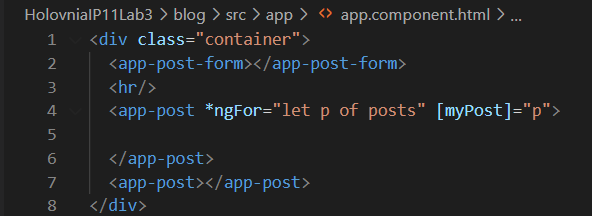 HolovniaIP11Lab3 > blog > src > app > <> app.component.html > ...
1 <div class="container">
2 <app-post-form></app-post-form>
3 <hr/>
4 <app-post *ngFor="let p of posts" [myPost]="p">
5
6 </app-post>
7 <app-post></app-post>
8 </div>